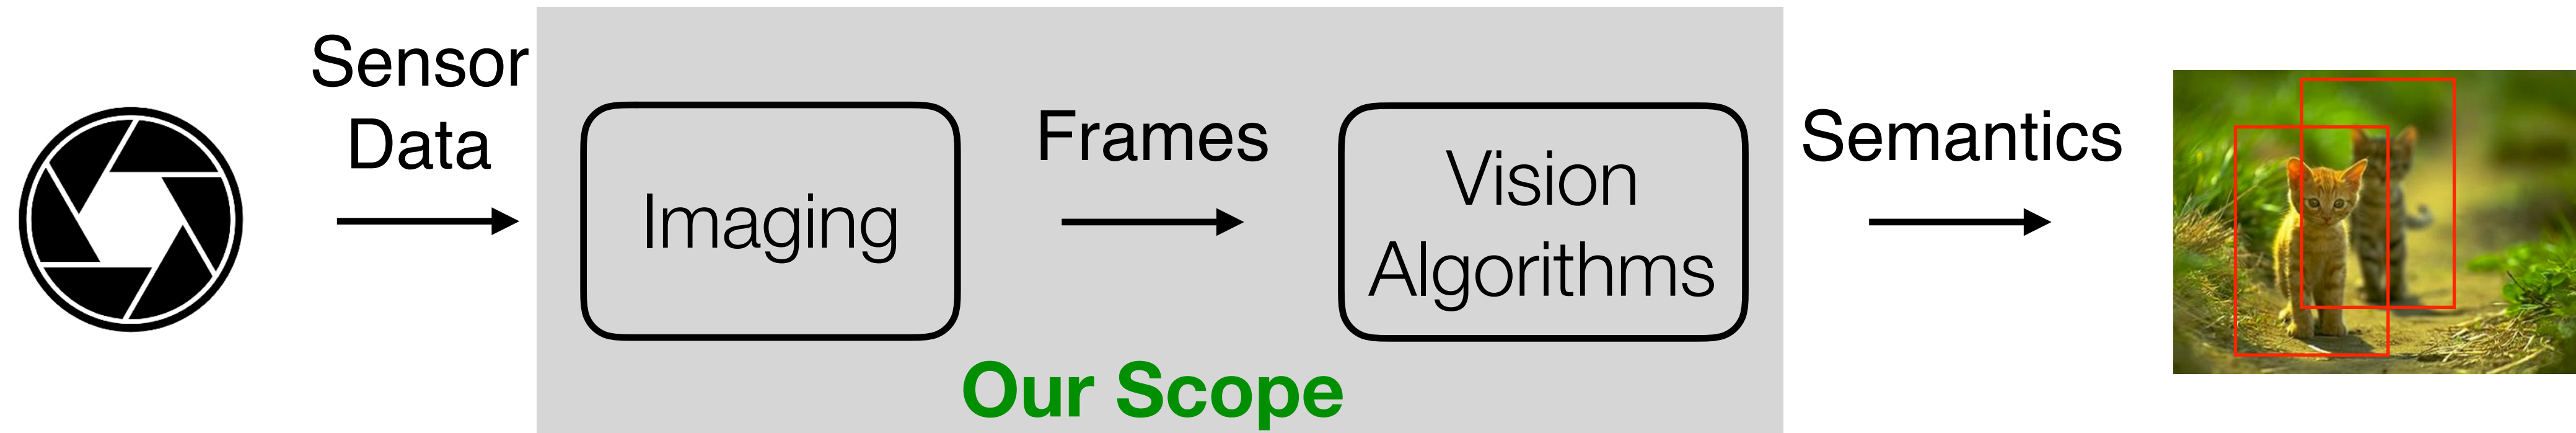 Sensor
Data
Imaging
Frames
Vision
Algorithms
Semantics
Our Scope